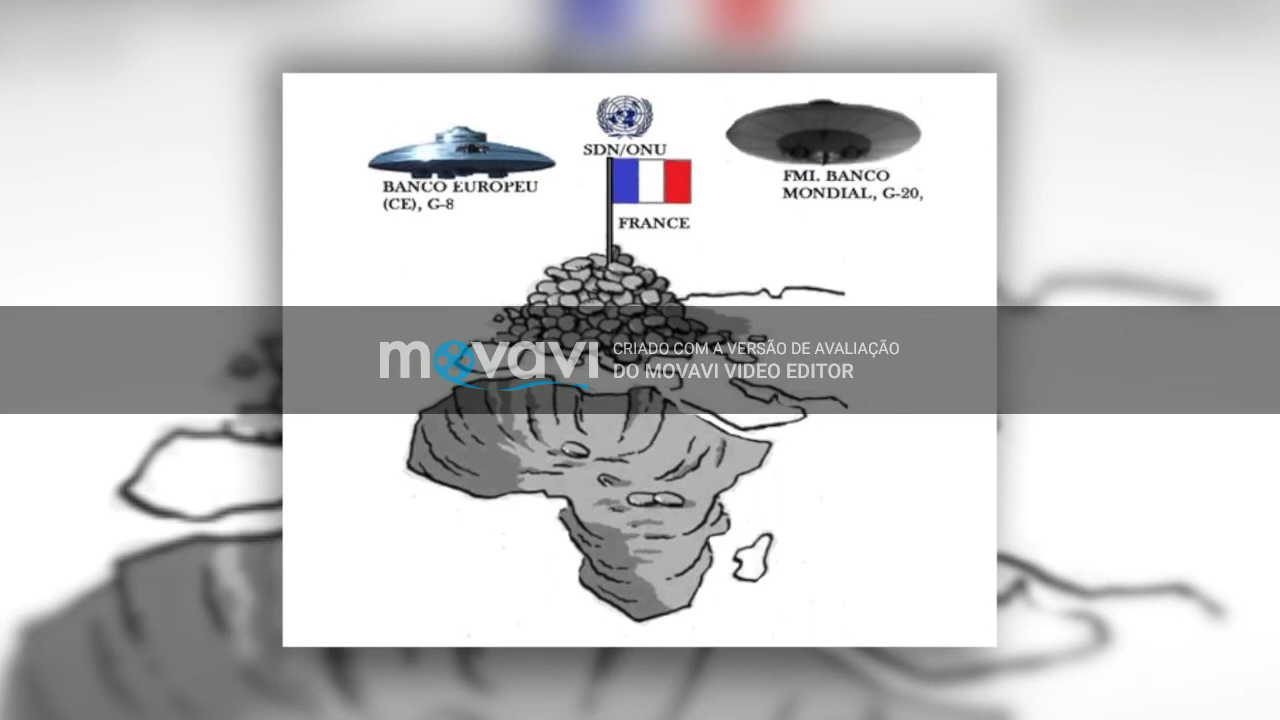 SDN/ONU
BANCO EUROPEU
(CE), G-8
FMI. BANCO
MONDIAL, G-20,
FRANCE
movavi
CRIADO COM A VERSÃO DE AVALIAÇÃO
DO MOVAVI VIDEO EDITOR